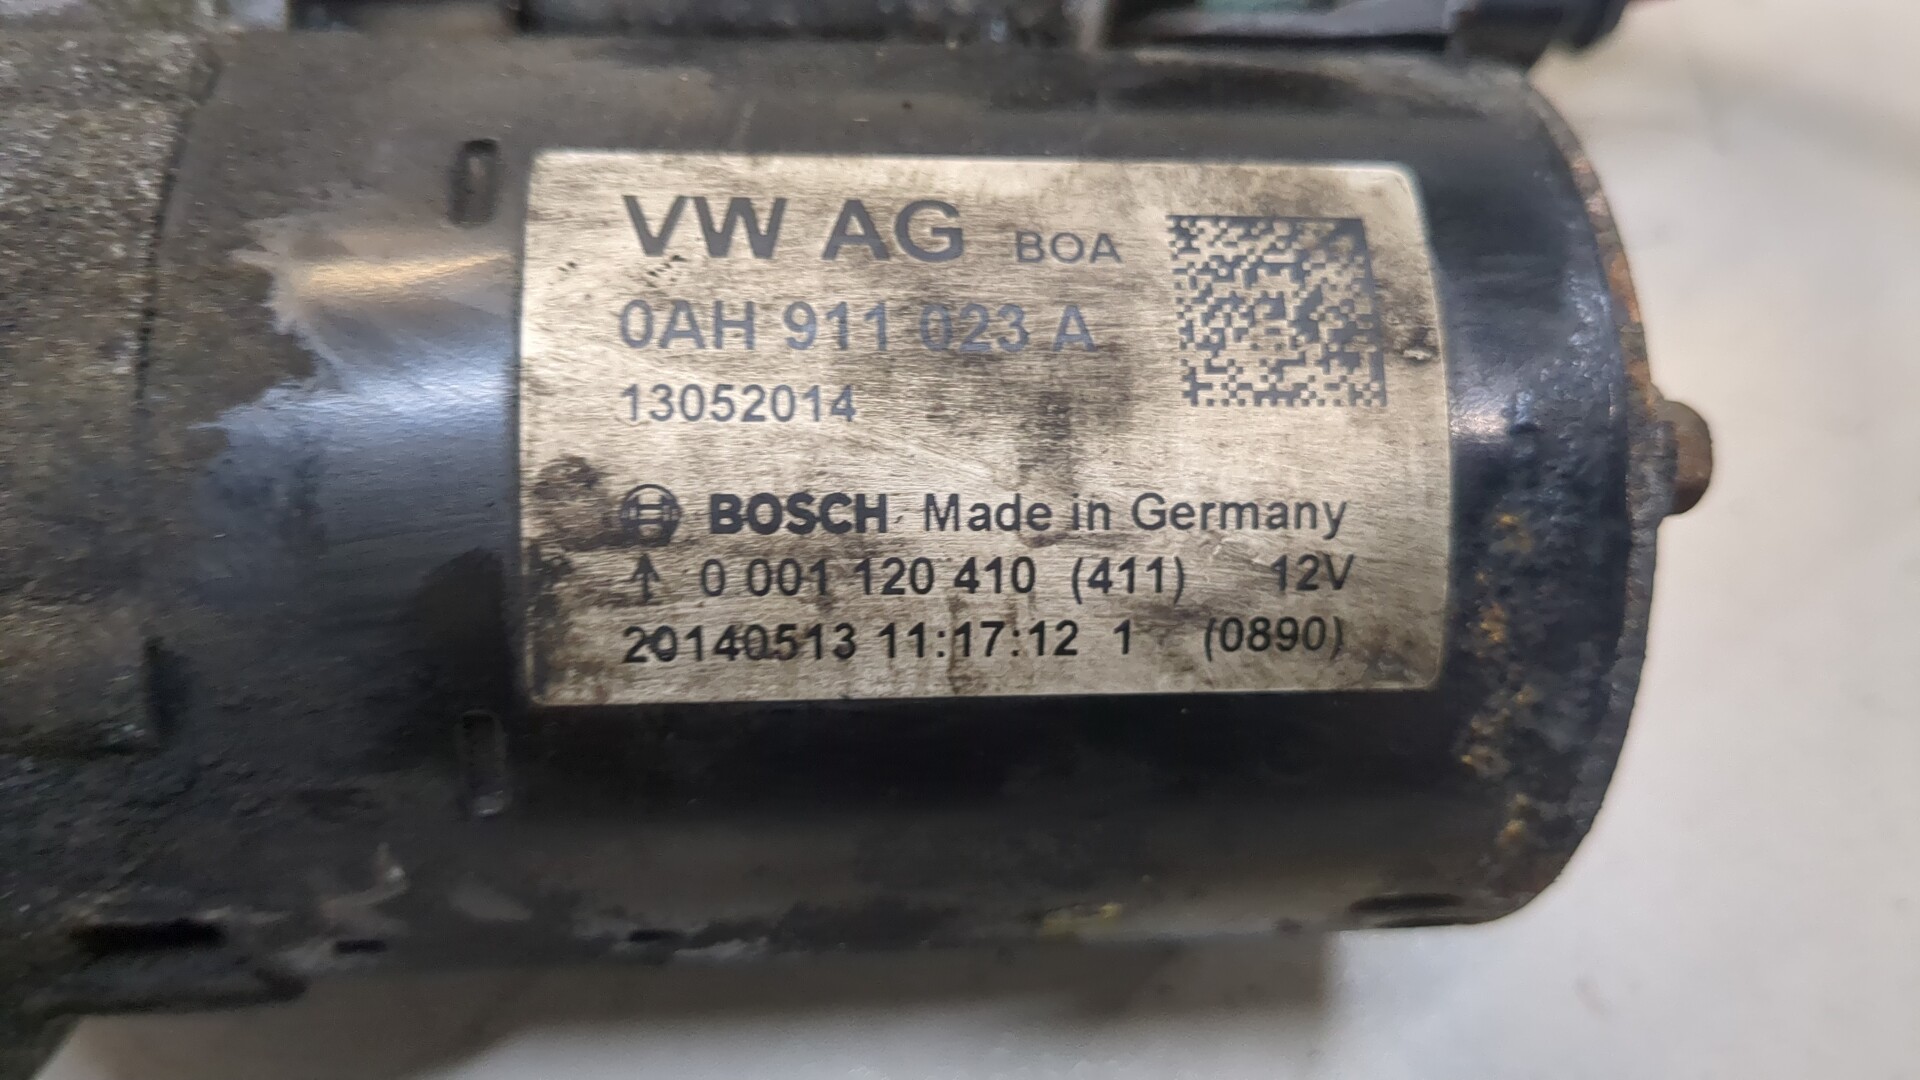 VW AG BOA
0AH 911 023 A
13052014
BOSCH Made in Germany
↑ 0 001 120 410 (411) 12V
20140513 11:17:12 1 (0890)